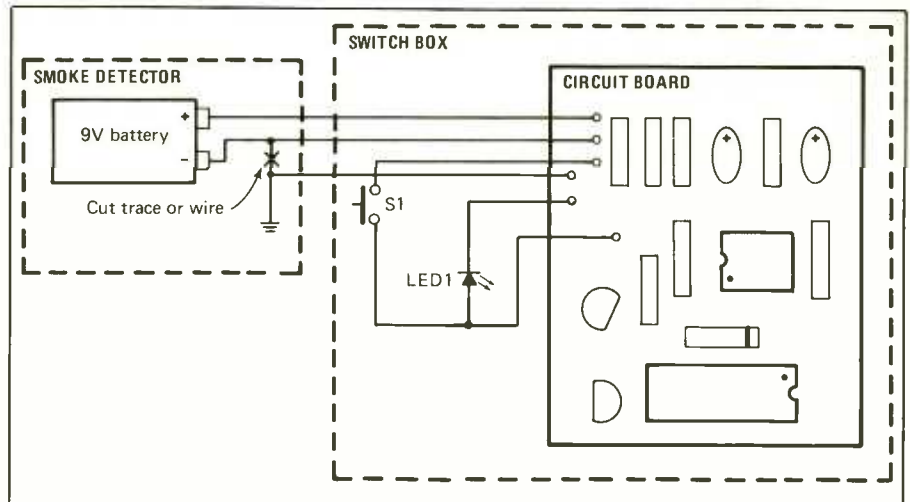 SWITCH BOX
SMOKE DETECTOR
CIRCUIT BOARD
9V battery
+
−
+
+
Cut trace or wire
S1
LED1